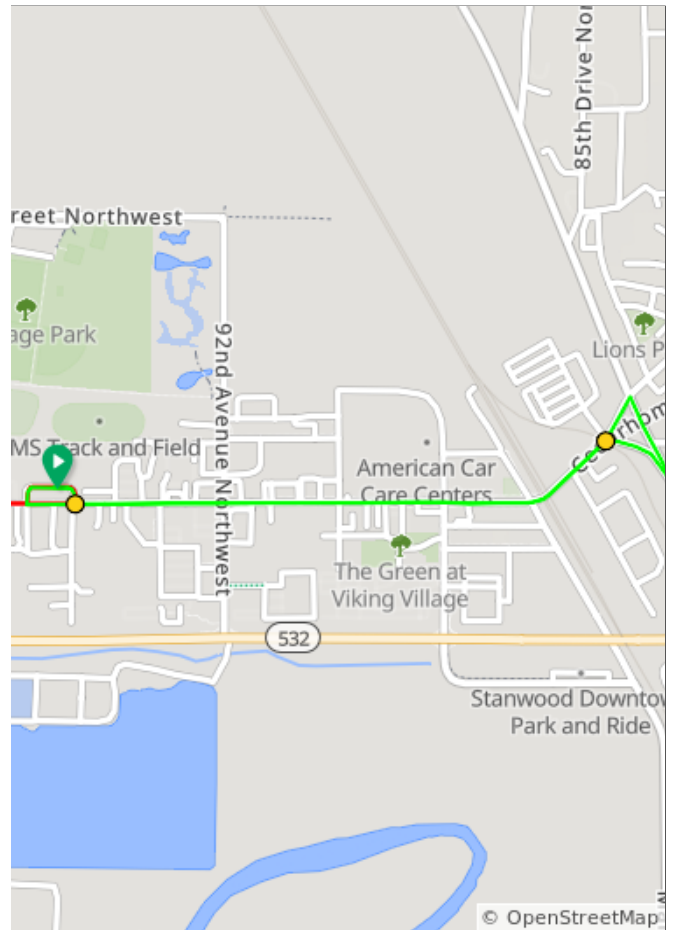 85th Drive Nor
reet Northwest
age Park
92nd Avenue Northwest
Lions P
MS Track and Field
American Car
Care Centers
The Green at
Viking Village
532
Stanwood Downtow
Park and Ride
© OpenStreetMap